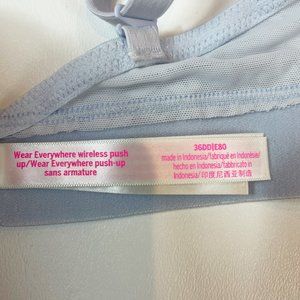 Wear Everywhere wireless push
up/Wear Everywhere push-up
sans armature
36DD|E80
made in Indonesia/fabriqué en Indonésie/
hecho en Indonesia/fabbricato in
Indonesia/印度尼西亚制造